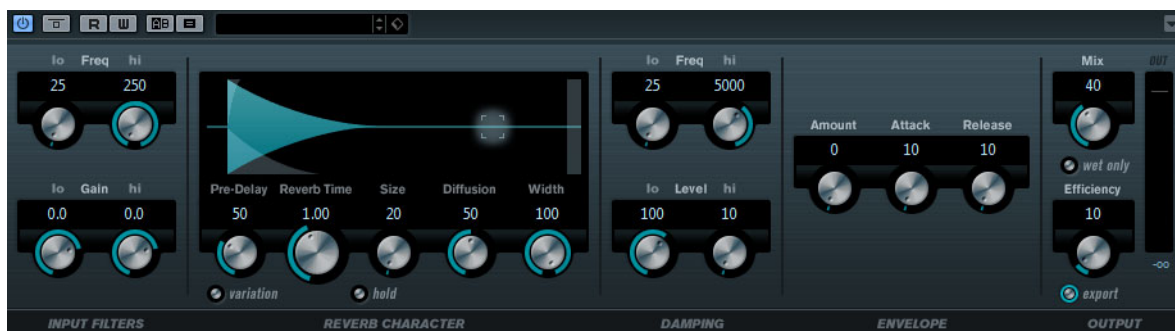 R W AB
lo Freq hi
25 250
lo Gain hi
0.0 0.0
INPUT FILTERS
Pre-Delay Reverb Time Size Diffusion Width
50 1.00 20 50 100
variation hold
REVERB CHARACTER
lo Freq hi
25 5000
lo Level hi
100 10
DAMPING
Amount Attack Release
0 10 10
ENVELOPE
Mix
40
wet only
Efficiency
10
export
OUT
-∞
OUTPUT